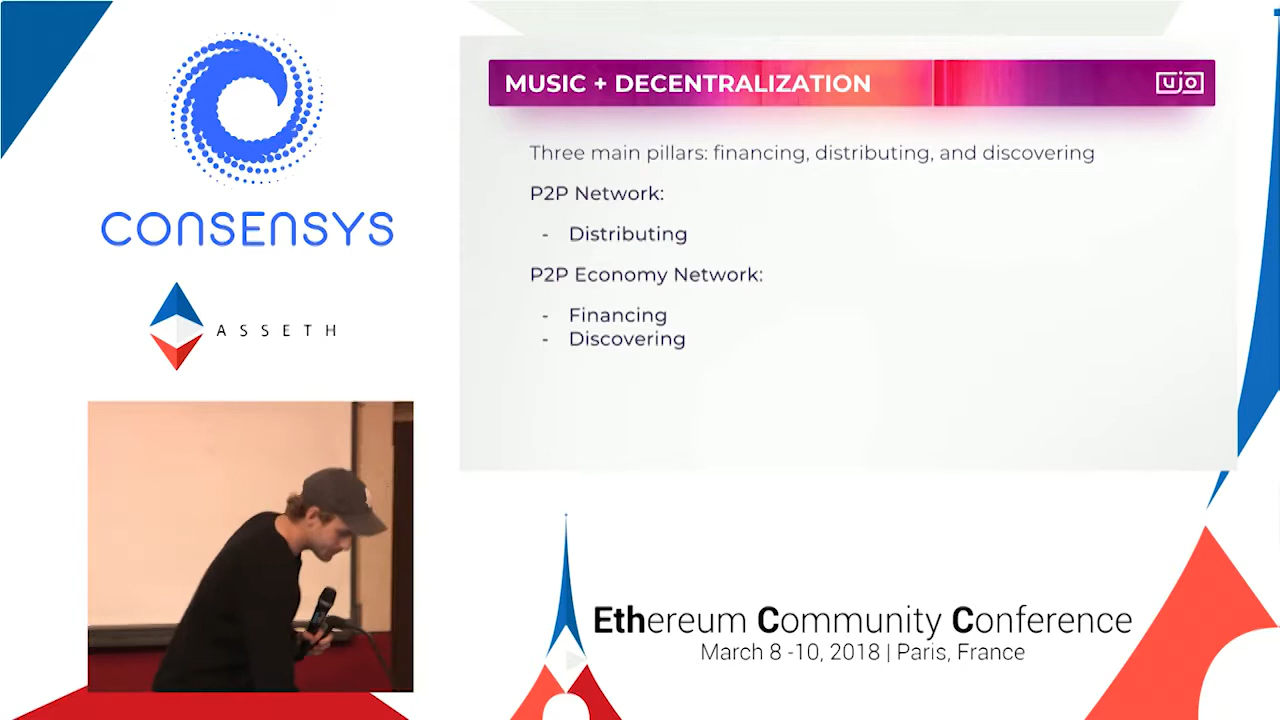 CONSENSYS
ASSETH
MUSIC + DECENTRALIZATION
ujo
Three main pillars: financing, distributing, and discovering
P2P Network:
- Distributing
P2P Economy Network:
- Financing
- Discovering
Ethereum Community Conference
March 8 -10, 2018 | Paris, France